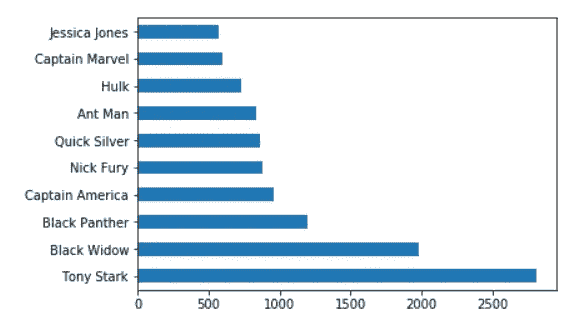 Jessica Jones
Captain Marvel
Hulk
Ant Man
Quick Silver
Nick Fury
Captain America
Black Panther
Black Widow
Tony Stark
0 500 1000 1500 2000 2500